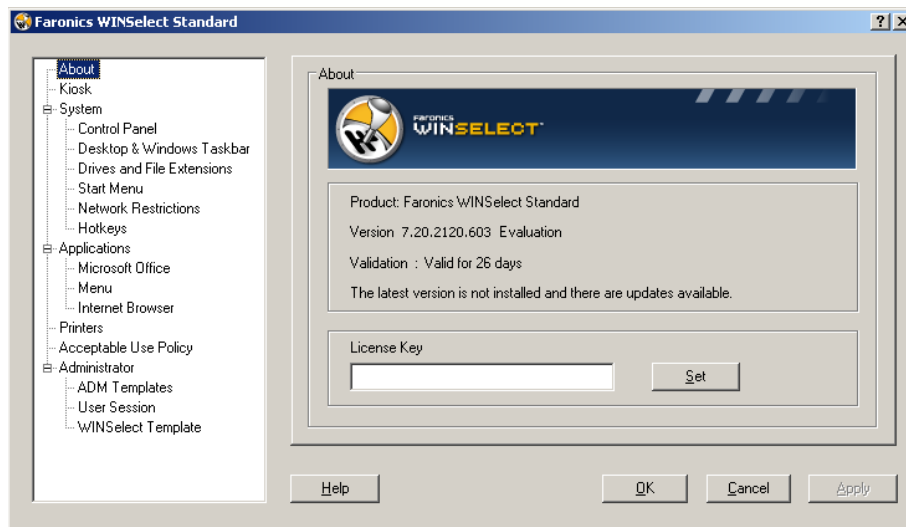 Faronics WINSelect Standard
About
Kiosk
System
Control Panel
Desktop & Windows Taskbar
Drives and File Extensions
Start Menu
Network Restrictions
Hotkeys
Applications
Microsoft Office
Menu
Internet Browser
Printers
Acceptable Use Policy
Administrator
ADM Templates
User Session
WINSelect Template
About
FARONICS
WINSELECT
Product: Faronics WINSelect Standard
Version 7.20.2120.603 Evaluation
Validation : Valid for 26 days
The latest version is not installed and there are updates available.
License Key
Set
Help
OK
Cancel
Apply